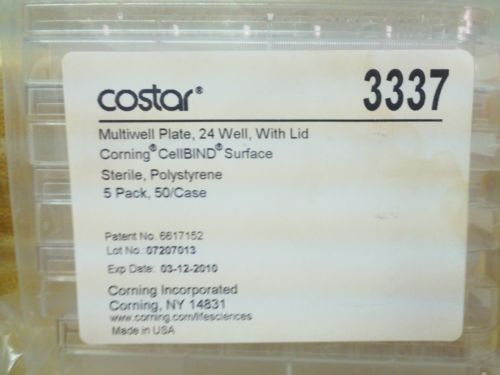 costar® 3337
Multiwell Plate, 24 Well, With Lid
Corning® CellBIND® Surface
Sterile, Polystyrene
5 Pack, 50/Case
Patent No. 6617152
Lot No. 07207013
Exp Date: 03-12-2010
Corning Incorporated
Corning, NY 14831
www.corning.com/lifesciences
Made in USA